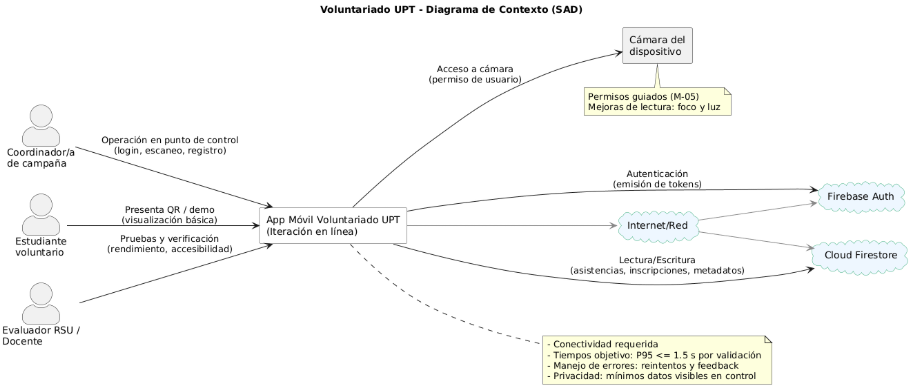 Voluntariado UPT - Diagrama de Contexto (SAD)
Cámara del
dispositivo
Acceso a cámara
(permiso de usuario)
Permisos guiados (M-05)
Mejoras de lectura: foco y luz
Coordinador/a
de campaña
Operación en punto de control
(login, escaneo, registro)
Autenticación
(emisión de tokens)
Firebase Auth
Estudiante
voluntario
Presenta QR / demo
(visualización básica)
App Móvil Voluntariado UPT
(Iteración en línea)
Internet/Red
Pruebas y verificación
(rendimiento, accesibilidad)
Lectura/Escritura
(asistencias, inscripciones, metadatos)
Cloud Firestore
Evaluador RSU /
Docente
- Conectividad requerida
- Tiempos objetivo: P95 <= 1.5 s por validación
- Manejo de errores: reintentos y feedback
- Privacidad: mínimos datos visibles en control